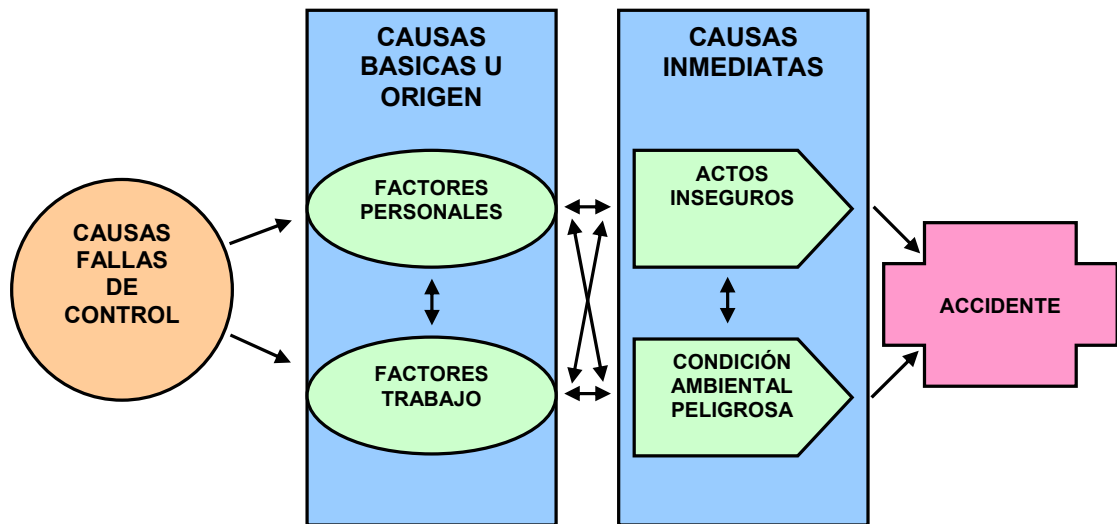 CAUSAS
BASICAS U
ORIGEN
CAUSAS
INMEDIATAS
CAUSAS
FALLAS
DE
CONTROL
FACTORES
PERSONALES
FACTORES
TRABAJO
ACTOS
INSEGUROS
CONDICIÓN
AMBIENTAL
PELIGROSA
ACCIDENTE